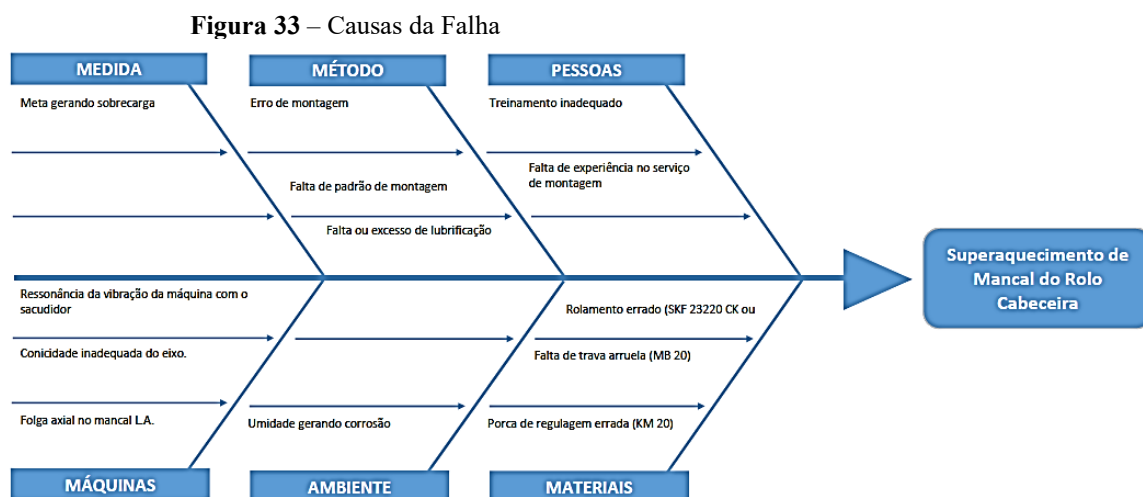 Figura 33 – Causas da Falha
MEDIDA
MÉTODO
PESSOAS
Meta gerando sobrecarga
Erro de montagem
Treinamento inadequado
Falta de experiência no serviço
de montagem
Falta de padrão de montagem
Falta ou excesso de lubrificação
Superaquecimento de
Mancal do Rolo
Cabeceira
Ressonância da vibração da máquina com o
sacudidor
Rolamento errado (SKF 23220 CK ou
Conicidade inadequada do eixo.
Falta de trava arruela (MB 20)
Folga axial no mancal L.A.
Umidade gerando corrosão
Porca de regulagem errada (KM 20)
MÁQUINAS
AMBIENTE
MATERIAIS